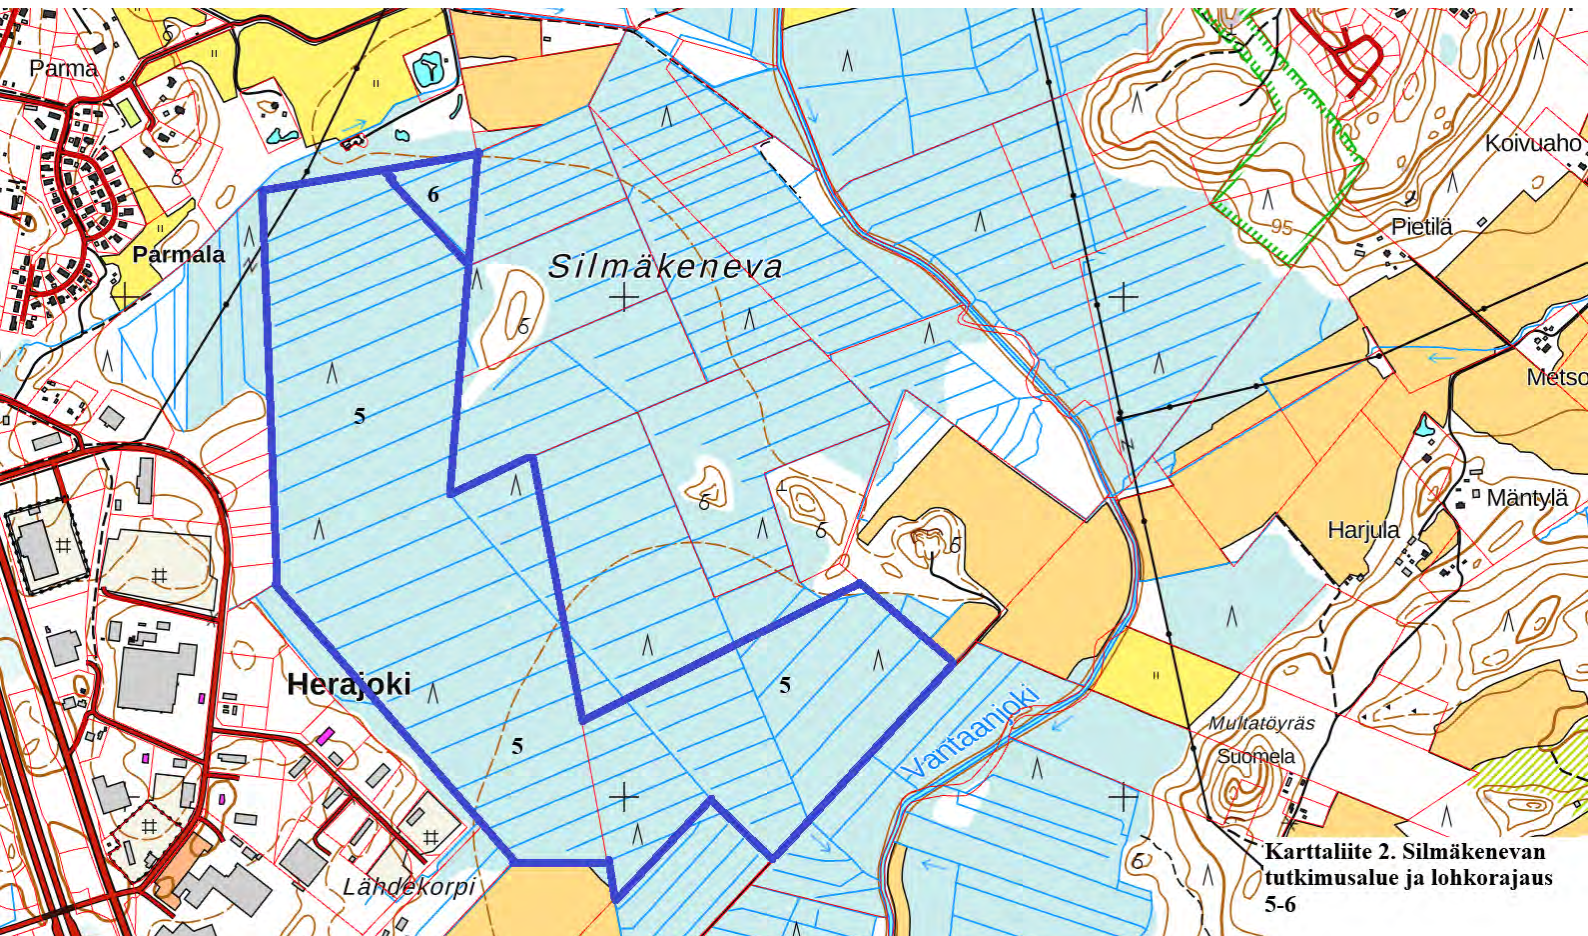 Parma
Koivuaho
Pietilä
95
6
Parmala
Silmäkeneva
Metso
5
Mäntylä
Harjula
Herajoki
5
5
Vantaanjoki
Multatöyräs
Suomela
Lähdekorpi
Karttaliite 2. Silmäkenevan
tutkimusalue ja lohkorajaus
5-6